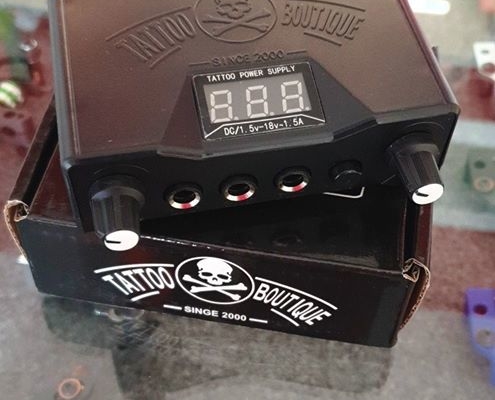 TATTOO BOUTIQUE
SINCE 2000
TATTOO POWER SUPPLY
8.8.8
DC/1.5v-18v-1.5A
TATTOO BOUTIQUE
SINGE 2000